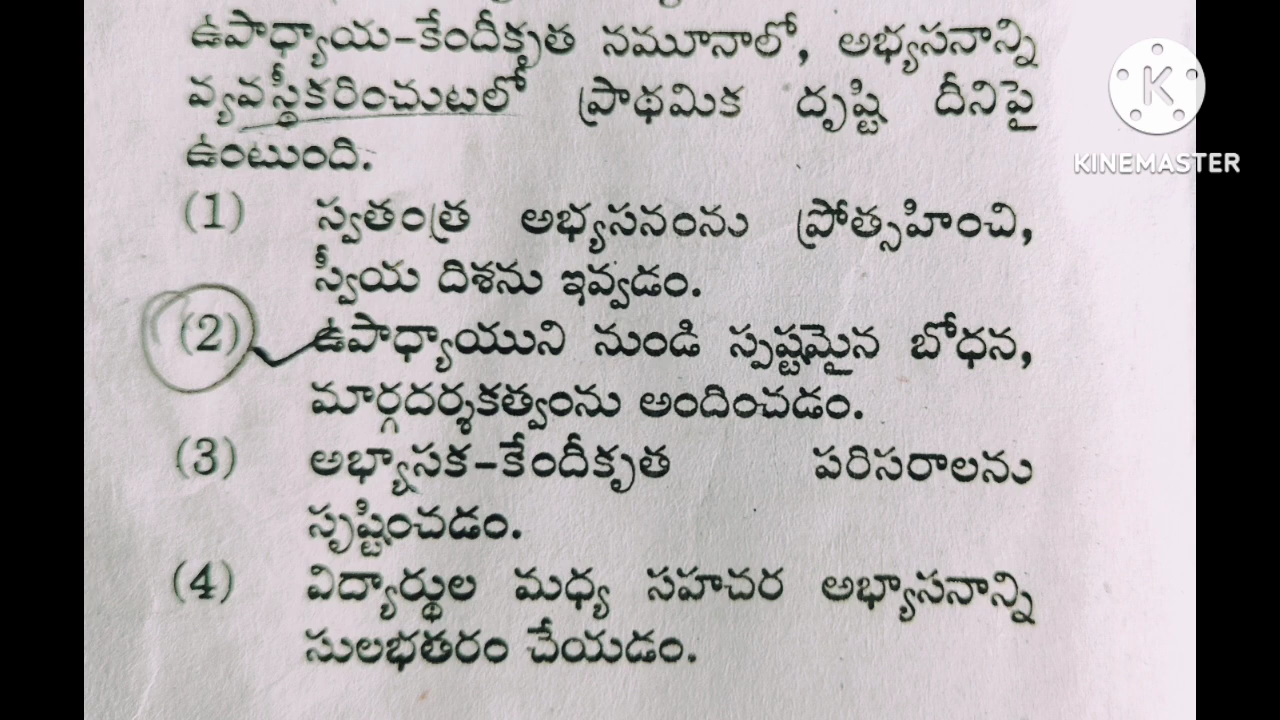 ఉపాధ్యాయ-కేంద్రీకృత నమూనాలో, అభ్యసనాన్ని
వ్యవస్థీకరించుటలో ప్రాథమిక దృష్టి దీనిపై
ఉంటుంది.
(1) స్వతంత్ర అభ్యసనంను ప్రోత్సహించి,
స్వీయ దిశను ఇవ్వడం.
(2) ఉపాధ్యాయుని నుండి స్పష్టమైన బోధన,
మార్గదర్శకత్వంను అందించడం.
(3) అభ్యాసక-కేంద్రీకృత పరిసరాలను
సృష్టించడం.
(4) విద్యార్థుల మధ్య సహచర అభ్యాసనాన్ని
సులభతరం చేయడం.
K
KINEMASTER